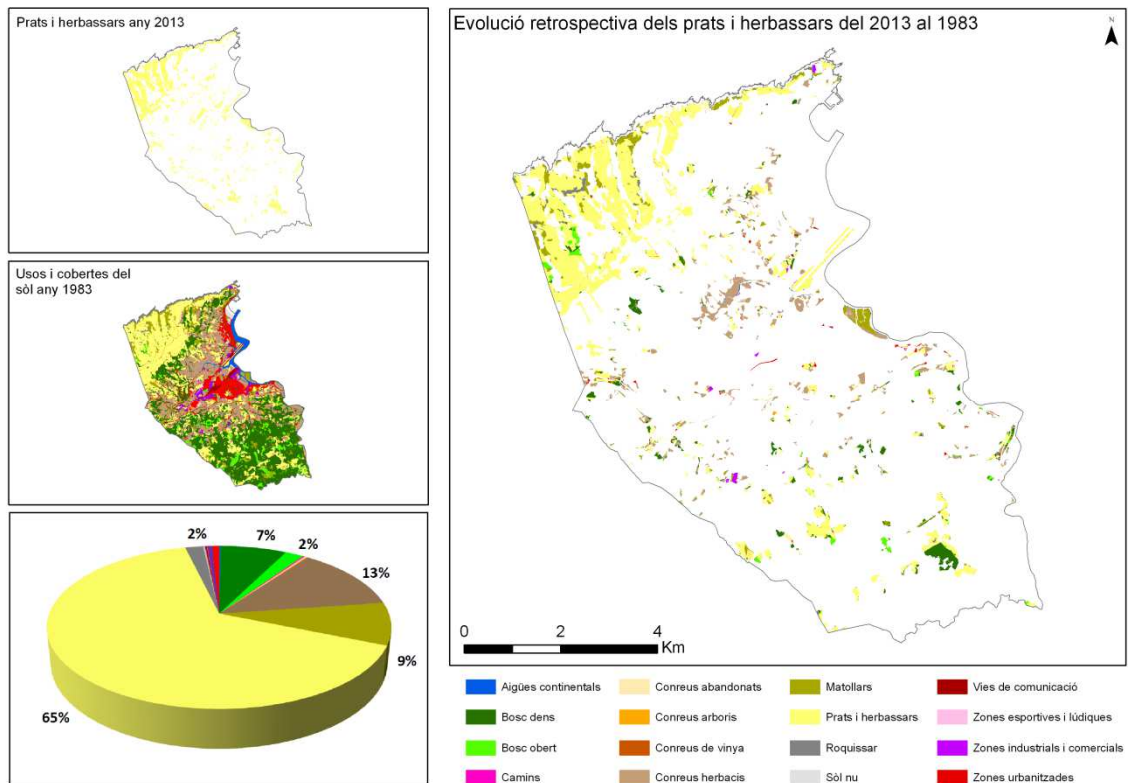 Prats i herbassars any 2013
Evolució retrospectiva dels prats i herbassars del 2013 al 1983
N
Usos i cobertes del
sòl any 1983
2%
7%
2%
13%
9%
65%
0 2 4
Km
Aigües continentals
Bosc dens
Bosc obert
Camins
Conreus abandonats
Conreus arboris
Conreus de vinya
Conreus herbacis
Matollars
Prats i herbassars
Roquissar
Sòl nu
Vies de comunicació
Zones esportives i lúdiques
Zones industrials i comercials
Zones urbanitzades